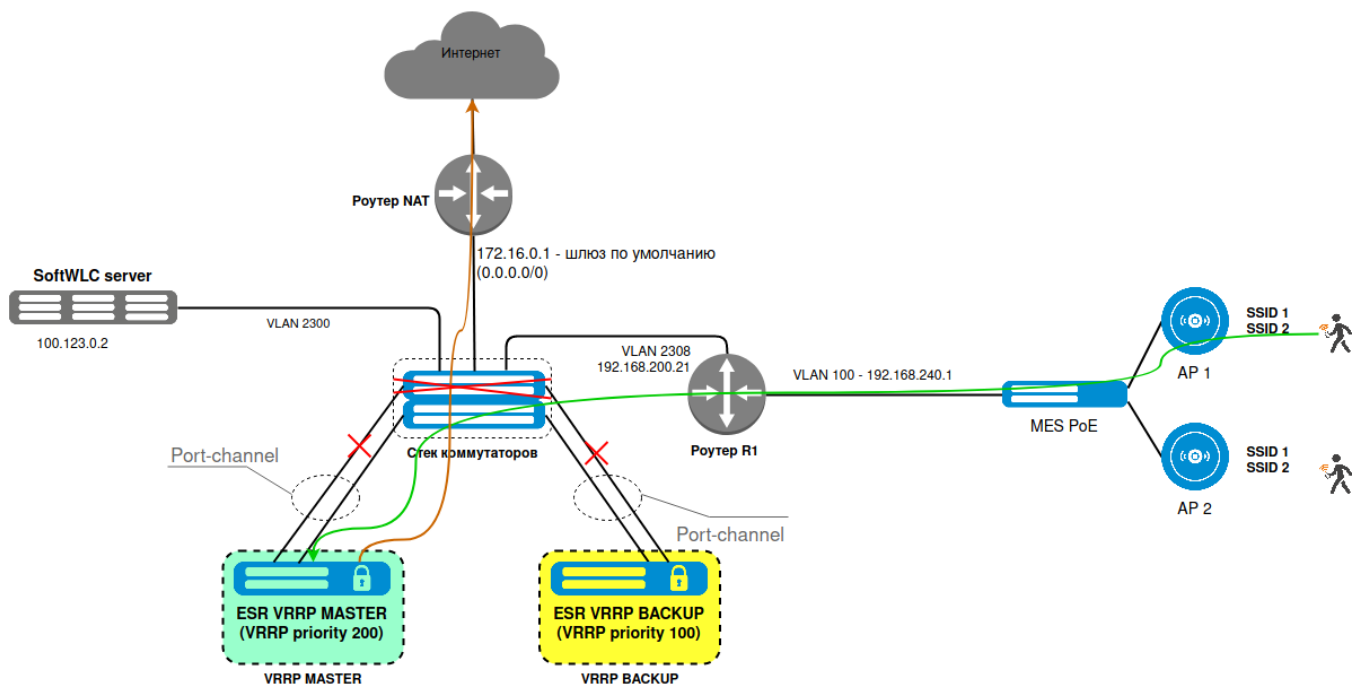 Интернет
Роутер NAT
172.16.0.1 - шлюз по умолчанию
(0.0.0.0/0)
SoftWLC server
VLAN 2300
100.123.0.2
VLAN 2308
192.168.200.21
VLAN 100 - 192.168.240.1
SSID 1
SSID 2
AP 1
MES PoE
Роутер R1
Стек коммутаторов
Port-channel
SSID 1
SSID 2
AP 2
Port-channel
ESR VRRP MASTER
(VRRP priority 200)
VRRP MASTER
ESR VRRP BACKUP
(VRRP priority 100)
VRRP BACKUP